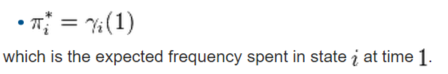 • π*ᵢ = γᵢ(1)
which is the expected frequency spent in state i at time 1.